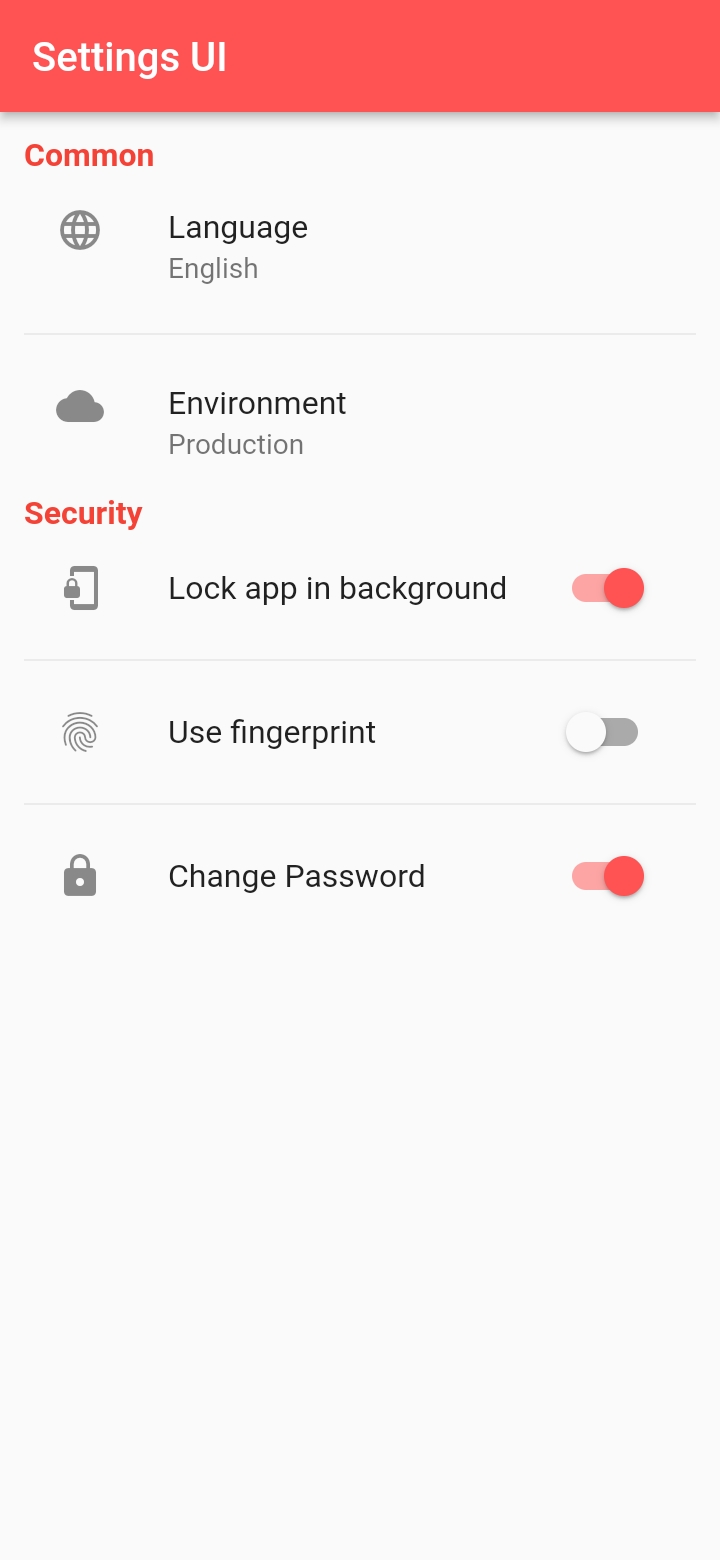 Settings UI
Common
Language
English
Environment
Production
Security
Lock app in background
Use fingerprint
Change Password